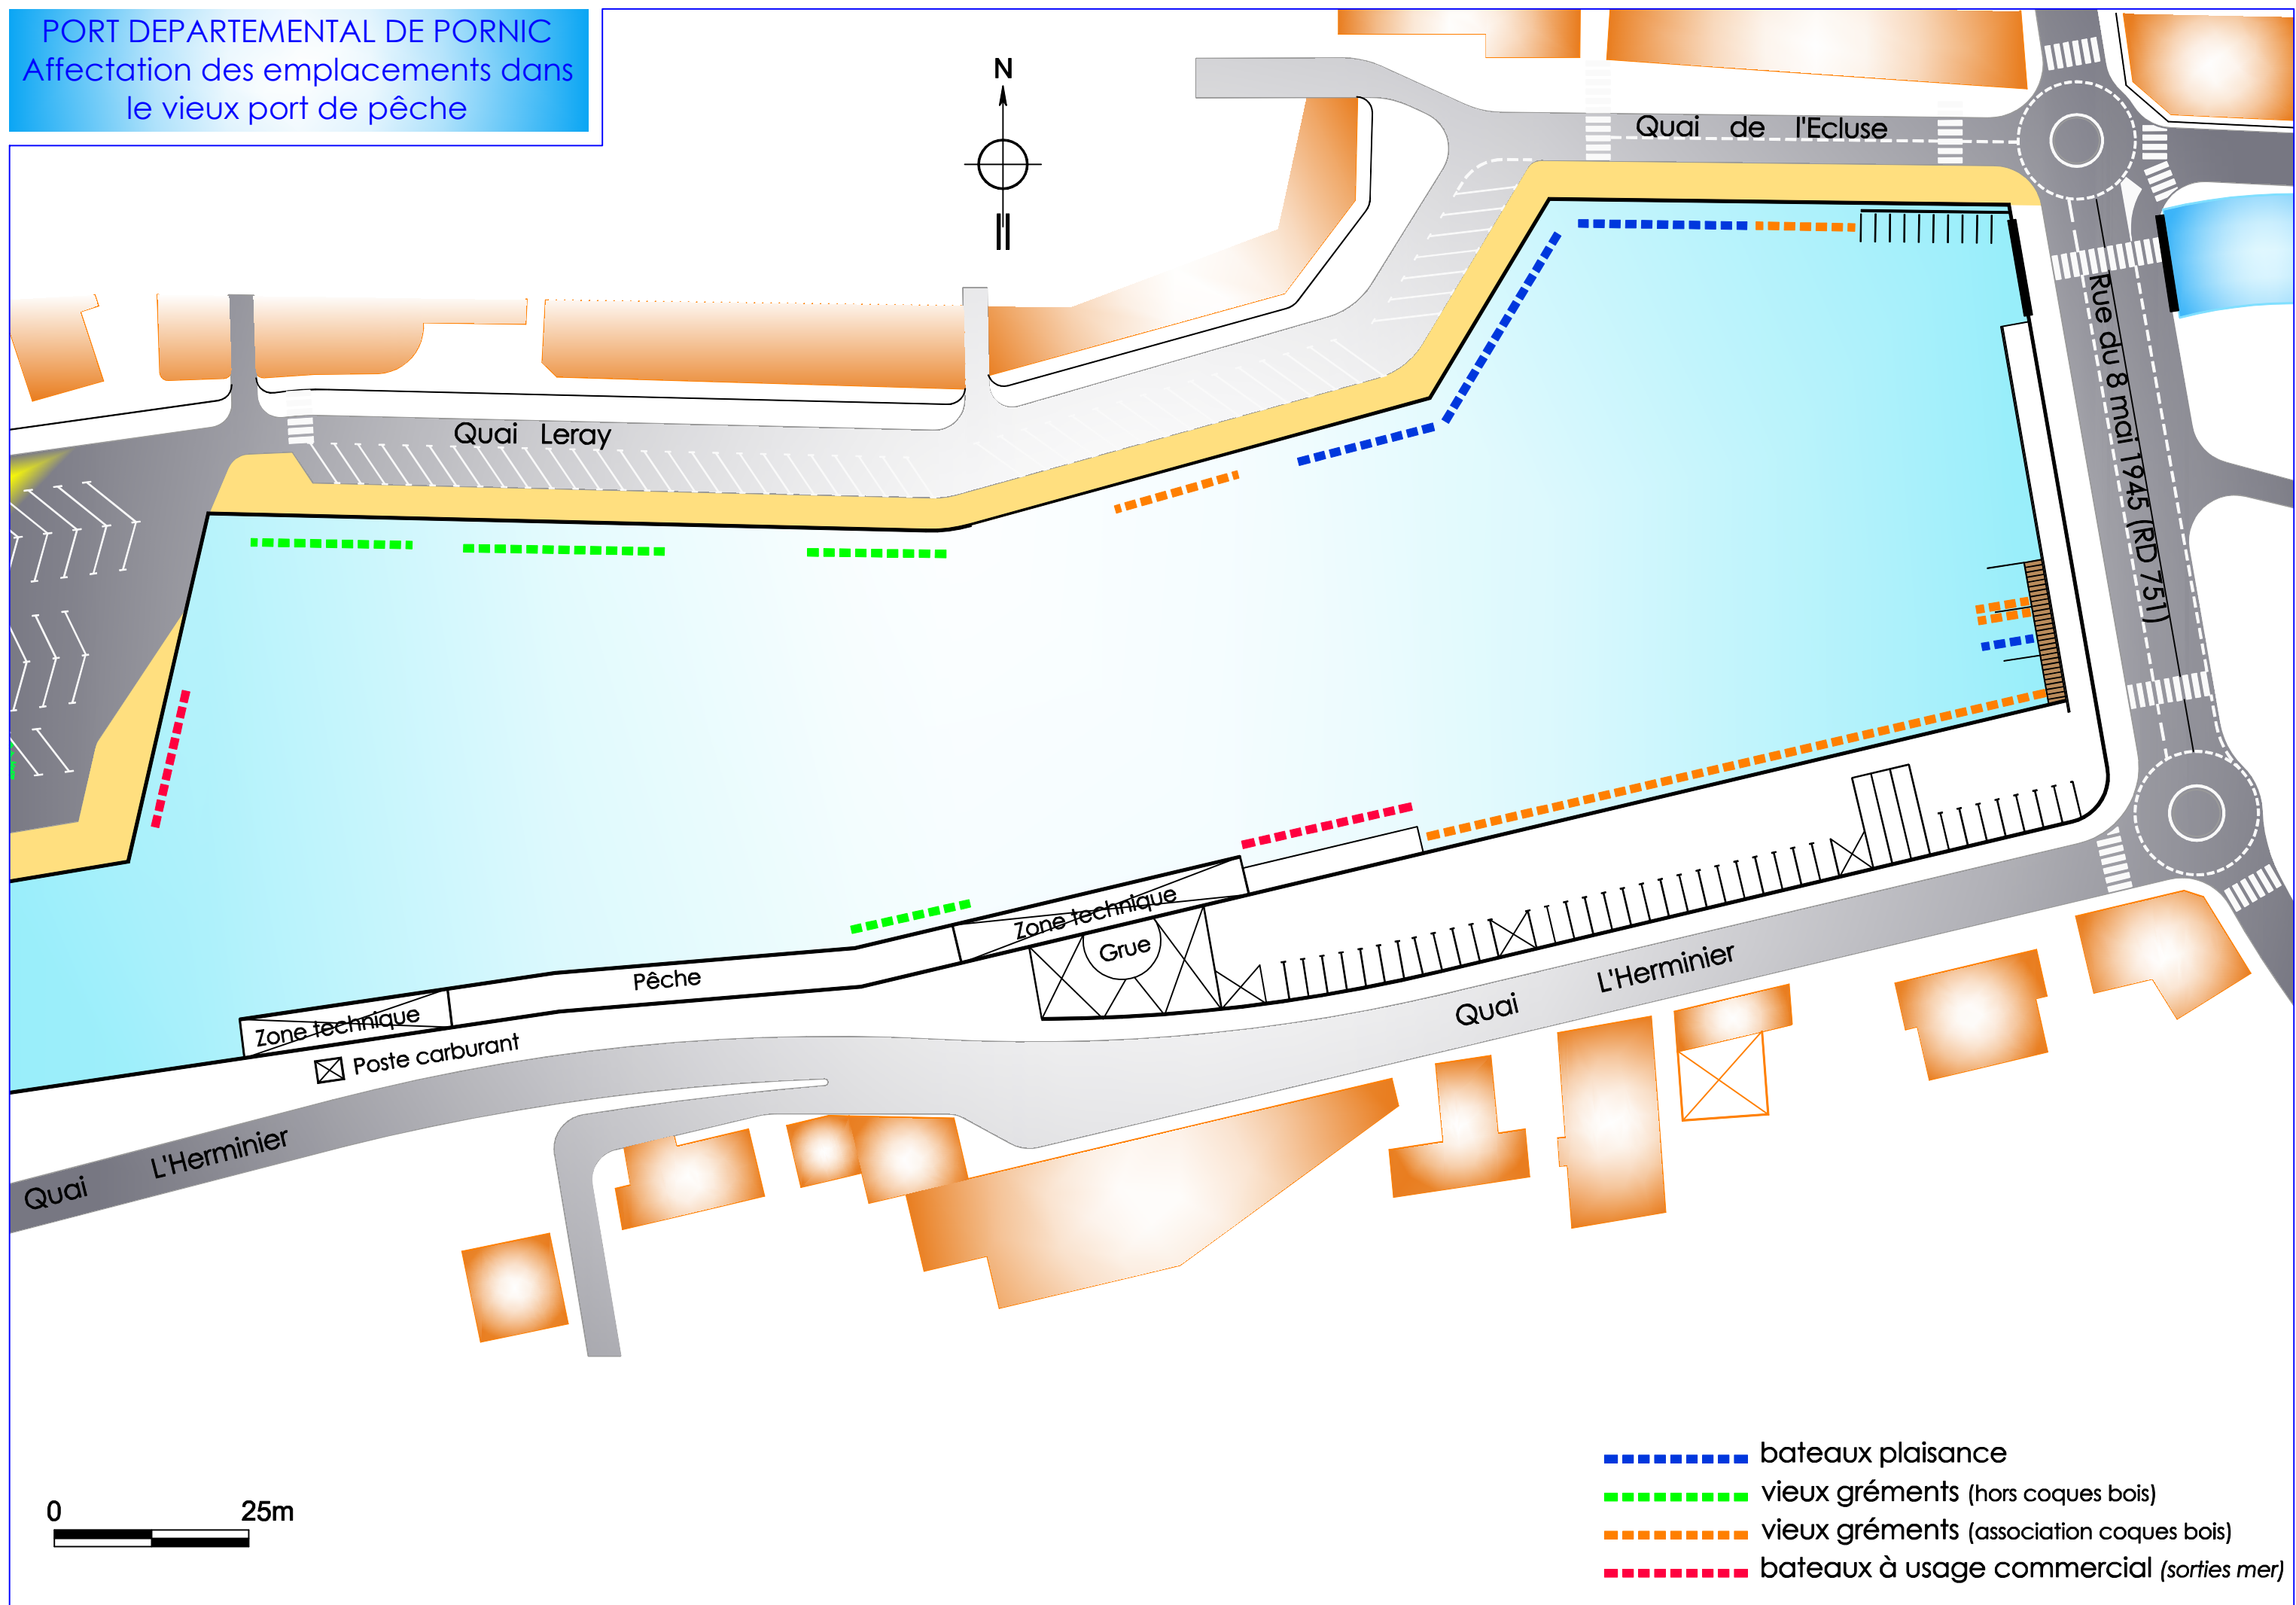 PORT DEPARTEMENTAL DE PORNIC
Affectation des emplacements dans
le vieux port de pêche
N
Quai de l'Ecluse
Quai Leray
Rue du 8 mai 1945 (RD 751)
Zone technique
Grue
Pêche
Zone technique
Poste carburant
Quai L'Herminier
Quai L'Herminier
0 25m
bateaux plaisance
vieux gréments (hors coques bois)
vieux gréments (association coques bois)
bateaux à usage commercial (sorties mer)